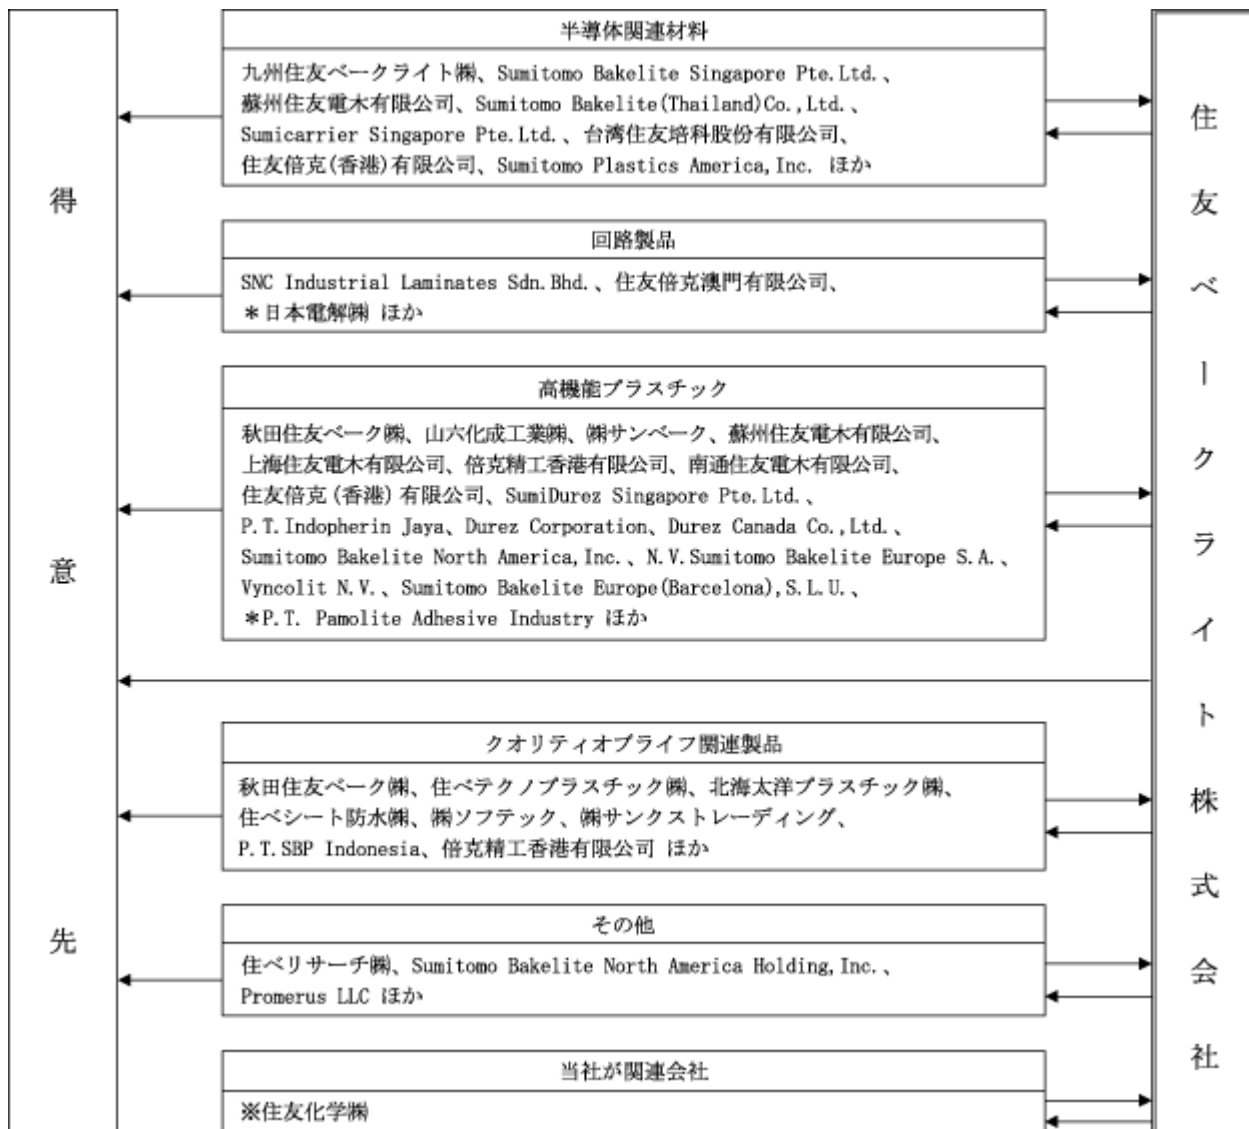 得意先
半導体関連材料
九州住友ベークライト㈱、Sumitomo Bakelite Singapore Pte.Ltd.、
蘇州住友電木有限公司、Sumitomo Bakelite(Thailand)Co.,Ltd.、
Sumicarrier Singapore Pte.Ltd.、台湾住友培科股份有限公司、
住友倍克(香港)有限公司、Sumitomo Plastics America,Inc. ほか
回路製品
SNC Industrial Laminates Sdn.Bhd.、住友倍克澳門有限公司、
＊日本電解㈱ ほか
高機能プラスチック
秋田住友ベーク㈱、山六化成工業㈱、㈱サンベーク、蘇州住友電木有限公司、
上海住友電木有限公司、倍克精工香港有限公司、南通住友電木有限公司、
住友倍克(香港)有限公司、SumiDurez Singapore Pte.Ltd.、
P.T.Indopherin Jaya、Durez Corporation、Durez Canada Co.,Ltd.、
Sumitomo Bakelite North America,Inc.、N.V.Sumitomo Bakelite Europe S.A.、
Vyncolit N.V.、Sumitomo Bakelite Europe(Barcelona),S.L.U.、
＊P.T. Pamolite Adhesive Industry ほか
クオリティオブライフ関連製品
秋田住友ベーク㈱、住ベテクノプラスチック㈱、北海太洋プラスチック㈱、
住ベシート防水㈱、㈱ソフテック、㈱サンクストレーディング、
P.T.SBP Indonesia、倍克精工香港有限公司 ほか
その他
住ベリサーチ㈱、Sumitomo Bakelite North America Holding,Inc.、
Promerus LLC ほか
当社が関連会社
※住友化学㈱
住友ベークライト株式会社